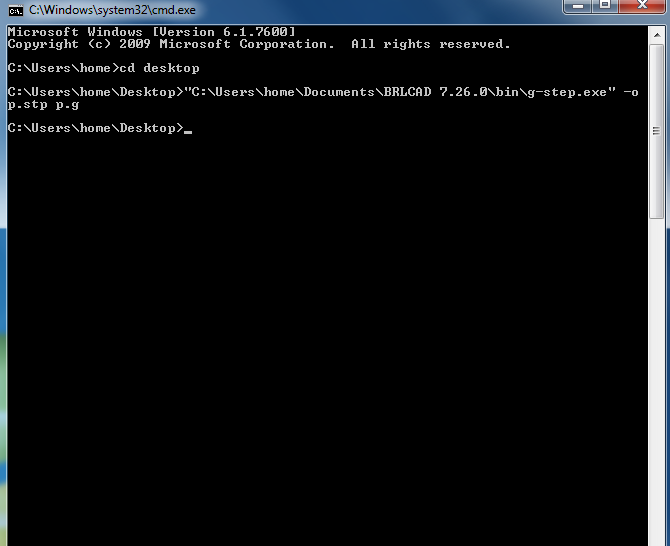 C:\Windows\system32\cmd.exe
Microsoft Windows [Version 6.1.7600]
Copyright (c) 2009 Microsoft Corporation.  All rights reserved.
C:\Users\home>cd desktop
C:\Users\home\Desktop>"C:\Users\home\Documents\BRLCAD 7.26.0\bin\g-step.exe" -o
p.stp p.g
C:\Users\home\Desktop>_